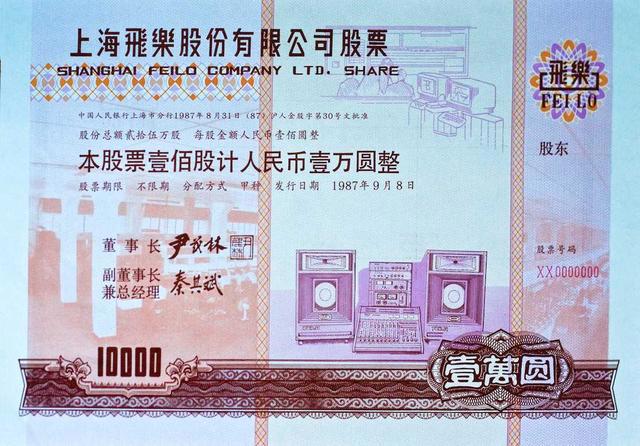 上海飛樂股份有限公司股票
SHANGHAI FEILO COMPANY LTD. SHARE
飛樂
FEILO
中国人民银行上海市分行1987年8月31日(87)沪人金股字第30号文批准
股份总额贰拾伍万股 每股金额人民币壹佰圆整
股东
本股票壹佰股计人民币壹万圆整
股票期限 不限期 分配方式 甲种 发行日期 1987年9月8日
董事长 尹武林
股票号码
XX0000000
副董事长
兼总经理 秦其斌
10000
壹萬圆